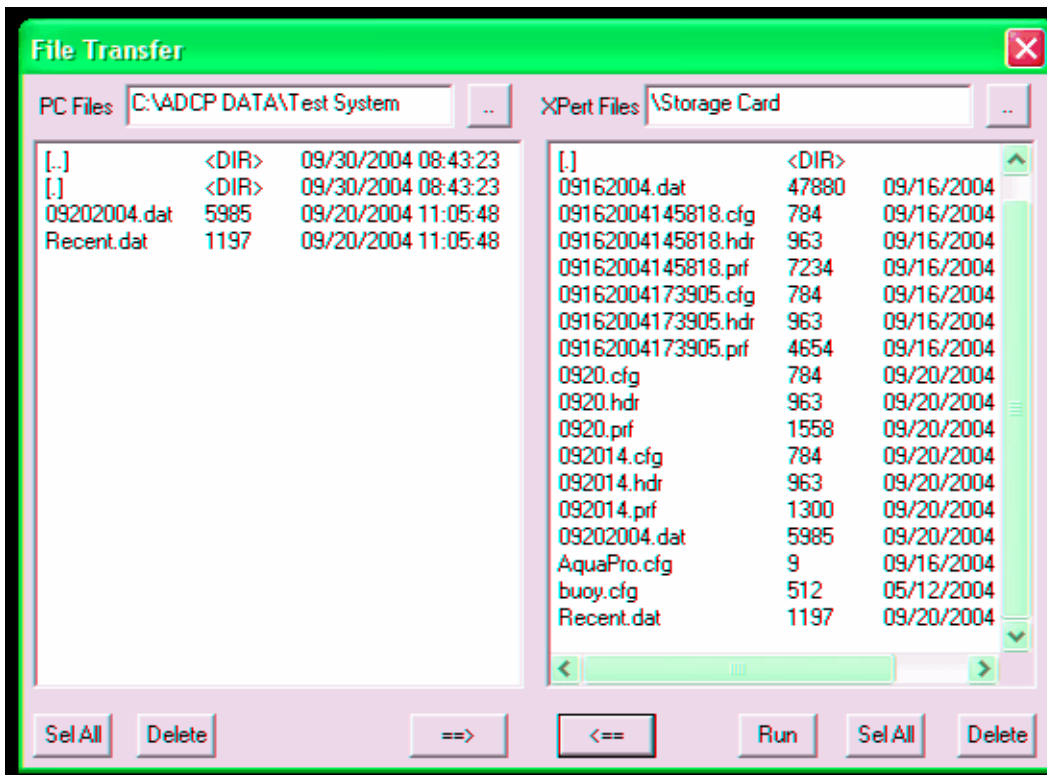 File Transfer
PC Files C:\ADCP DATA\Test System .. XPert Files \Storage Card ..
[..] <DIR> 09/30/2004 08:43:23
[.] <DIR> 09/30/2004 08:43:23
09202004.dat 5985 09/20/2004 11:05:48
Recent.dat 1197 09/20/2004 11:05:48
[.] <DIR>
09162004.dat 47880 09/16/2004
09162004145818.cfg 784 09/16/2004
09162004145818.hdr 963 09/16/2004
09162004145818.prf 7234 09/16/2004
09162004173905.cfg 784 09/16/2004
09162004173905.hdr 963 09/16/2004
09162004173905.prf 4654 09/16/2004
0920.cfg 784 09/20/2004
0920.hdr 963 09/20/2004
0920.prf 1558 09/20/2004
092014.cfg 784 09/20/2004
092014.hdr 963 09/20/2004
092014.prf 1300 09/20/2004
09202004.dat 5985 09/20/2004
AquaPro.cfg 9 09/16/2004
buoy.cfg 512 05/12/2004
Recent.dat 1197 09/20/2004
Sel All Delete ==> <== Run Sel All Delete